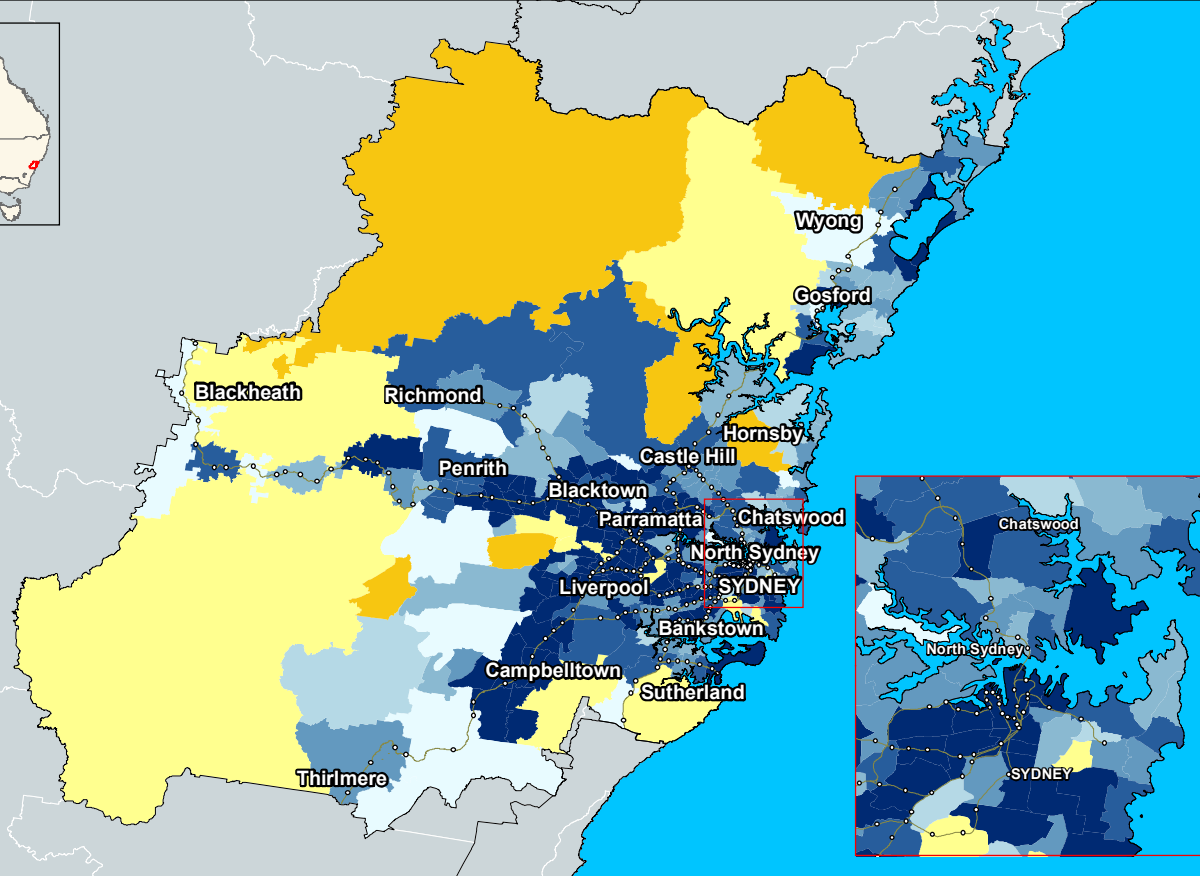 Wyong
Gosford
Blackheath
Richmond
Hornsby
Castle Hill
Penrith
Blacktown
Parramatta
Chatswood
North Sydney
Liverpool
SYDNEY
Bankstown
Campbelltown
Sutherland
Thirlmere
Chatswood
North Sydney
SYDNEY